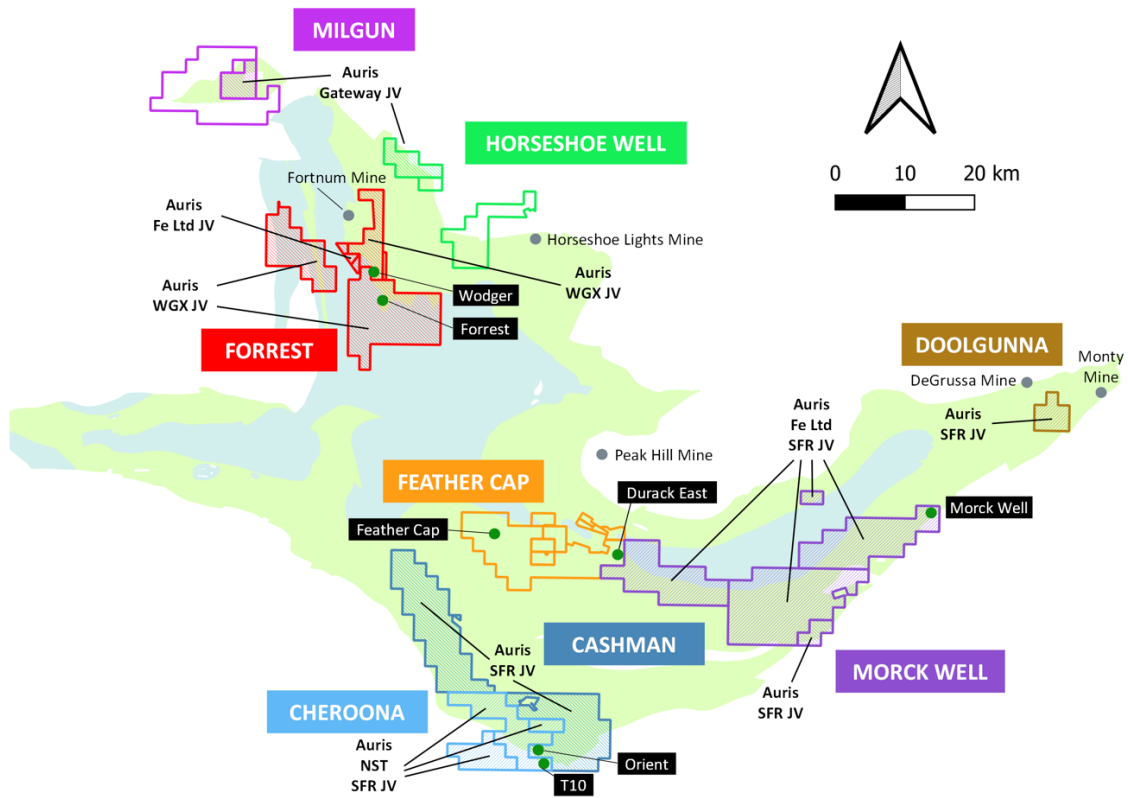 MILGUN
Auris
Gateway JV
HORSESHOE WELL
0 10 20 km
Fortnum Mine
Auris
Fe Ltd JV
Horseshoe Lights Mine
Auris
WGX JV
Auris
WGX JV
Wodger
Forrest
FORREST
DOOLGUNNA
Monty
Mine
DeGrussa Mine
Auris
SFR JV
Auris
Fe Ltd
SFR JV
Peak Hill Mine
FEATHER CAP
Durack East
Feather Cap
Morck Well
CASHMAN
Auris
SFR JV
MORCK WELL
Auris
SFR JV
CHEROONA
Auris
NST
SFR JV
Orient
T10